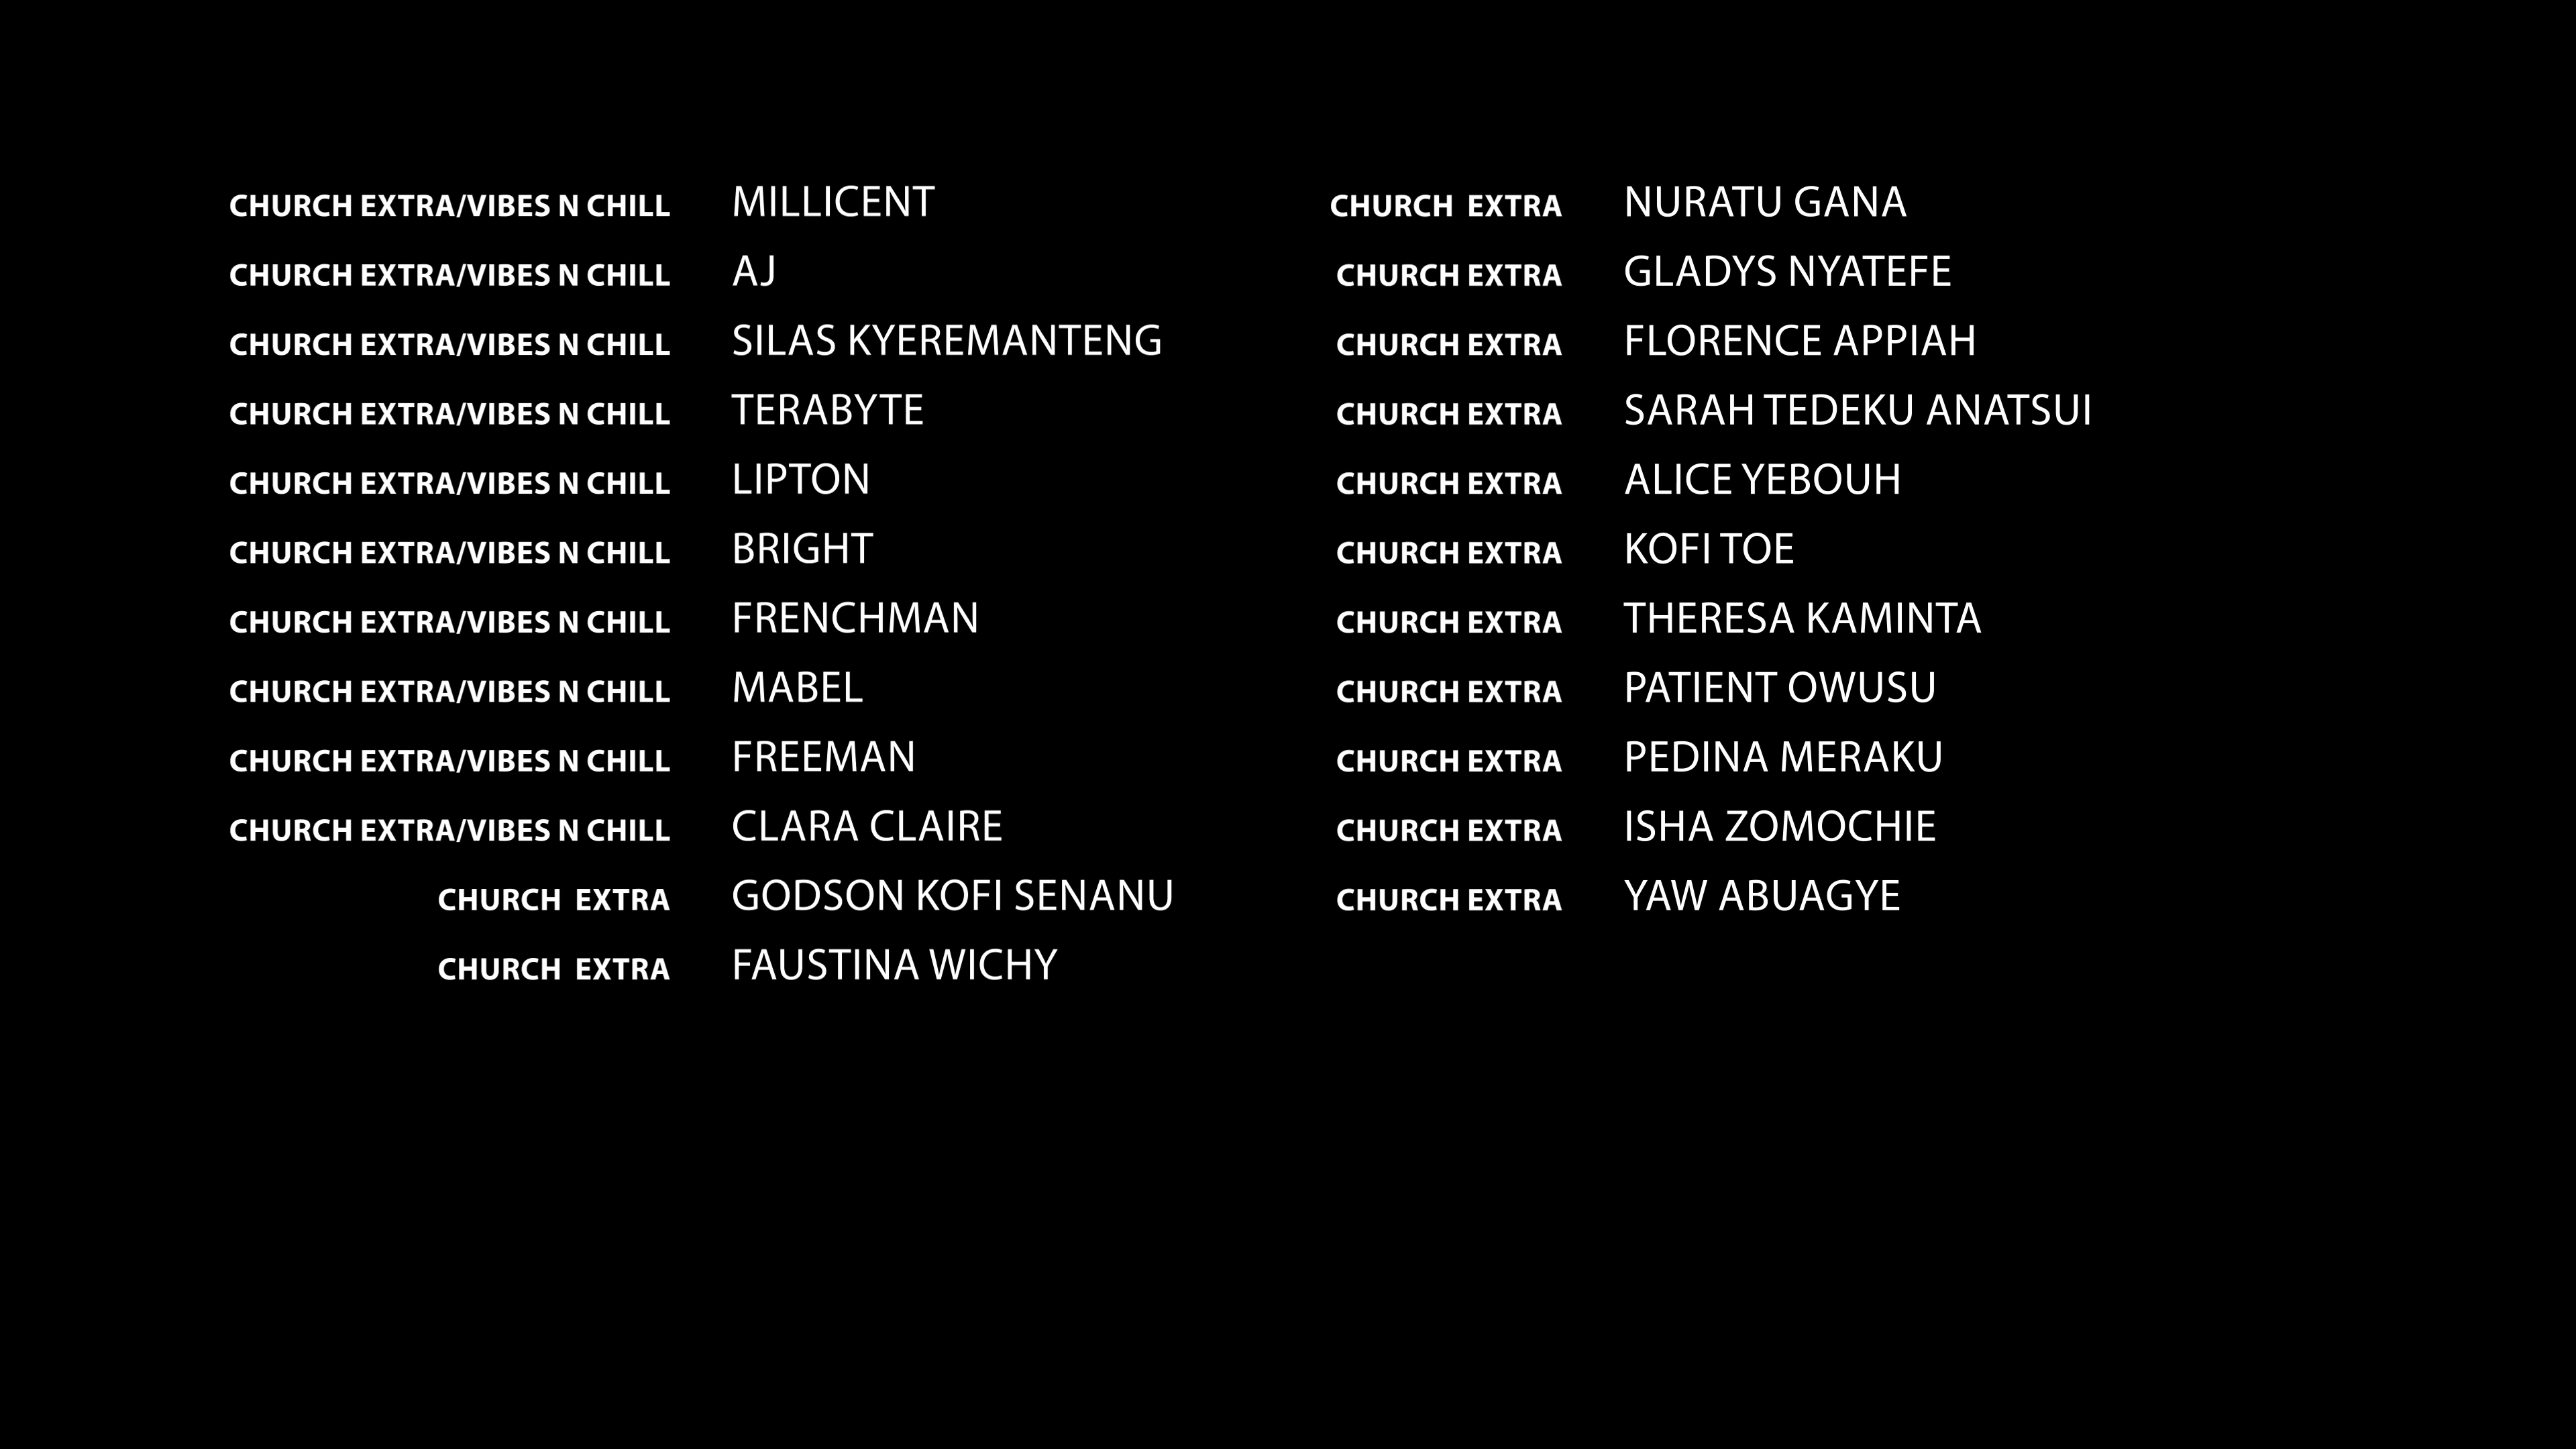 CHURCH EXTRA/VIBES N CHILL MILLICENT
CHURCH EXTRA/VIBES N CHILL AJ
CHURCH EXTRA/VIBES N CHILL SILAS KYEREMANTENG
CHURCH EXTRA/VIBES N CHILL TERABYTE
CHURCH EXTRA/VIBES N CHILL LIPTON
CHURCH EXTRA/VIBES N CHILL BRIGHT
CHURCH EXTRA/VIBES N CHILL FRENCHMAN
CHURCH EXTRA/VIBES N CHILL MABEL
CHURCH EXTRA/VIBES N CHILL FREEMAN
CHURCH EXTRA/VIBES N CHILL CLARA CLAIRE
CHURCH EXTRA GODSON KOFI SENANU
CHURCH EXTRA FAUSTINA WICHY
CHURCH EXTRA NURATU GANA
CHURCH EXTRA GLADYS NYATEFE
CHURCH EXTRA FLORENCE APPIAH
CHURCH EXTRA SARAH TEDEKU ANATSUI
CHURCH EXTRA ALICE YEBOUH
CHURCH EXTRA KOFI TOE
CHURCH EXTRA THERESA KAMINTA
CHURCH EXTRA PATIENT OWUSU
CHURCH EXTRA PEDINA MERAKU
CHURCH EXTRA ISHA ZOMOCHIE
CHURCH EXTRA YAW ABUAGYE